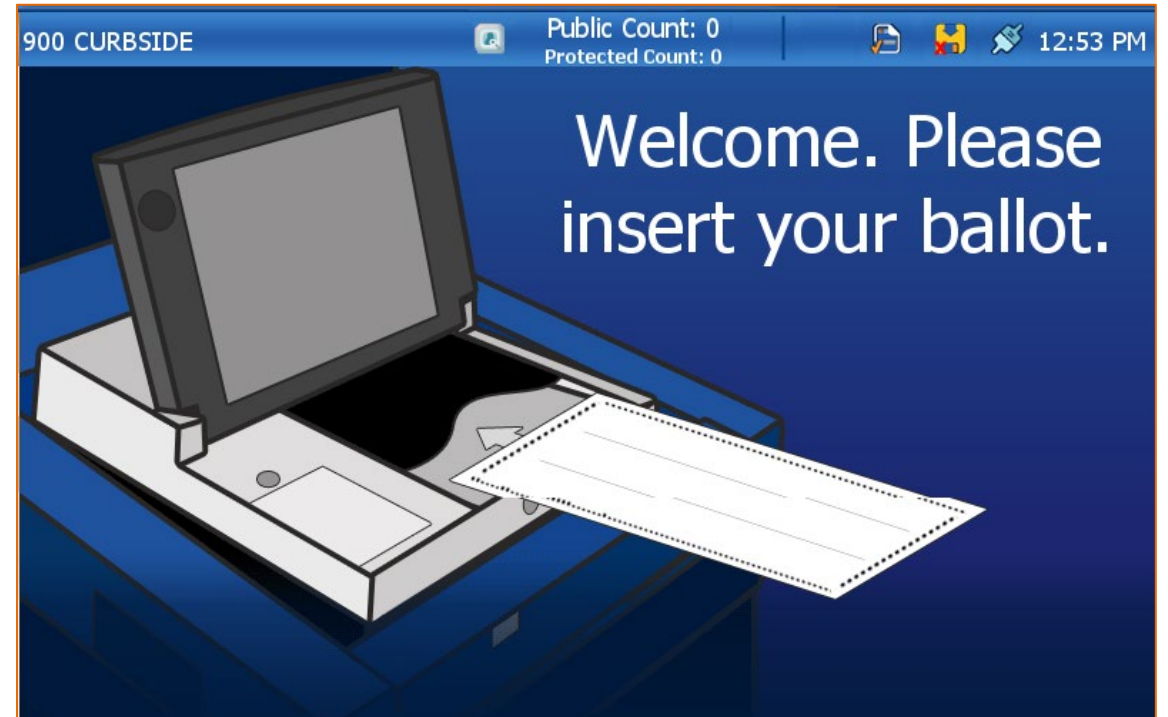 900 CURBSIDE
Public Count: 0
Protected Count: 0
12:53 PM
Welcome. Please
insert your ballot.